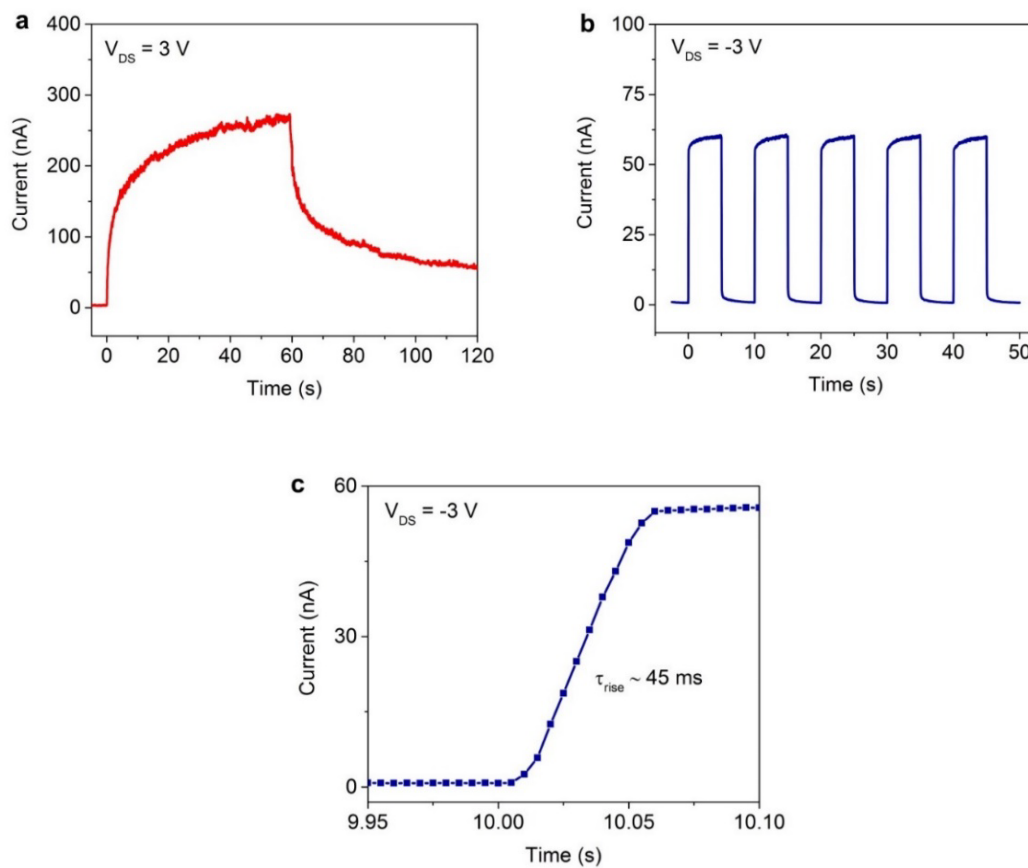 a
V_DS = 3 V
400
300
200
100
0
Current (nA)
0 20 40 60 80 100 120
Time (s)
b
V_DS = -3 V
100
75
50
25
0
Current (nA)
0 10 20 30 40 50
Time (s)
c
V_DS = -3 V
60
30
0
Current (nA)
τ_rise ~ 45 ms
9.95 10.00 10.05 10.10
Time (s)